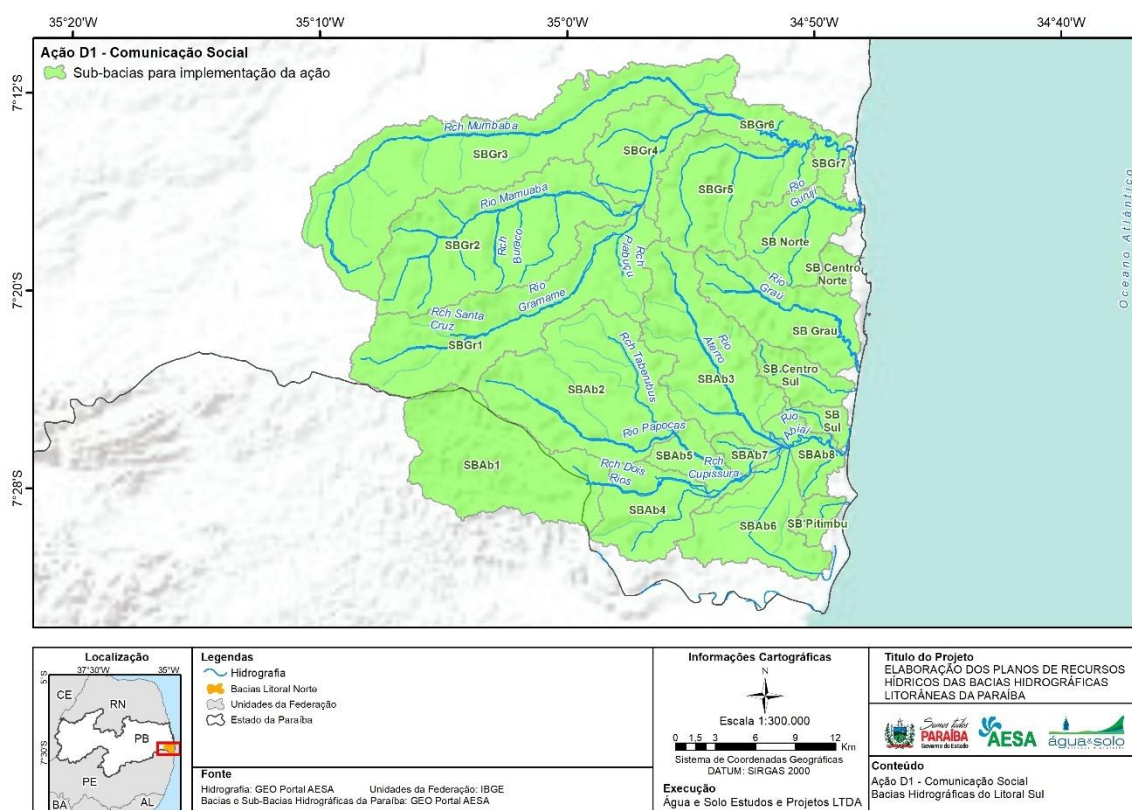 35°20'W
35°10'W
35°0'W
34°50'W
34°40'W
Ação D1 - Comunicação Social
Sub-bacias para implementação da ação
7°12'S
7°20'S
7°28'S
Rch Mumbaba
SBGr3
SBGr4
SBGr6
SBGr7
SBGr5
Rio
Gurují
Rio Mamuaba
SBGr2
Rch
Buraco
Rch
Piabuçu
SB Norte
SB Centro
Norte
Rio
Gramame
Rio
Graú
Rch Santa
Cruz
SBGr1
SB Grau
Rio
Aterro
Rch Taberubus
SBAb3
SB Centro
Sul
SBAb2
SB
Sul
Rio
Abiaí
Rio Papocas
SBAb5
SBAb7
SBAb8
SBAb1
Rch Dois
Rios
Rch
Cupissura
SBAb4
SBAb6
SB Pitimbu
Oceano Atlântico
Localização
37°30'W
35°W
5°S
7°30'S
CE
RN
PB
PE
BA
AL
Legendas
Hidrografia
Bacias Litoral Norte
Unidades da Federação
Estado da Paraíba
Fonte
Hidrografia: GEO Portal AESA Unidades da Federação: IBGE
Bacias e Sub-Bacias Hidrográficas da Paraíba: GEO Portal AESA
Informações Cartográficas
N
Escala 1:300.000
0 1,5 3 6 9 12
Km
Sistema de Coordenadas Geográficas
DATUM: SIRGAS 2000
Execução
Água e Solo Estudos e Projetos LTDA
Titulo do Projeto
ELABORAÇÃO DOS PLANOS DE RECURSOS
HÍDRICOS DAS BACIAS HIDROGRÁFICAS
LITORÂNEAS DA PARAÍBA
Somos todos
PARAÍBA
Governo do Estado
AESA
água&solo
Conteúdo
Ação D1 - Comunicação Social
Bacias Hidrográficas do Litoral Sul